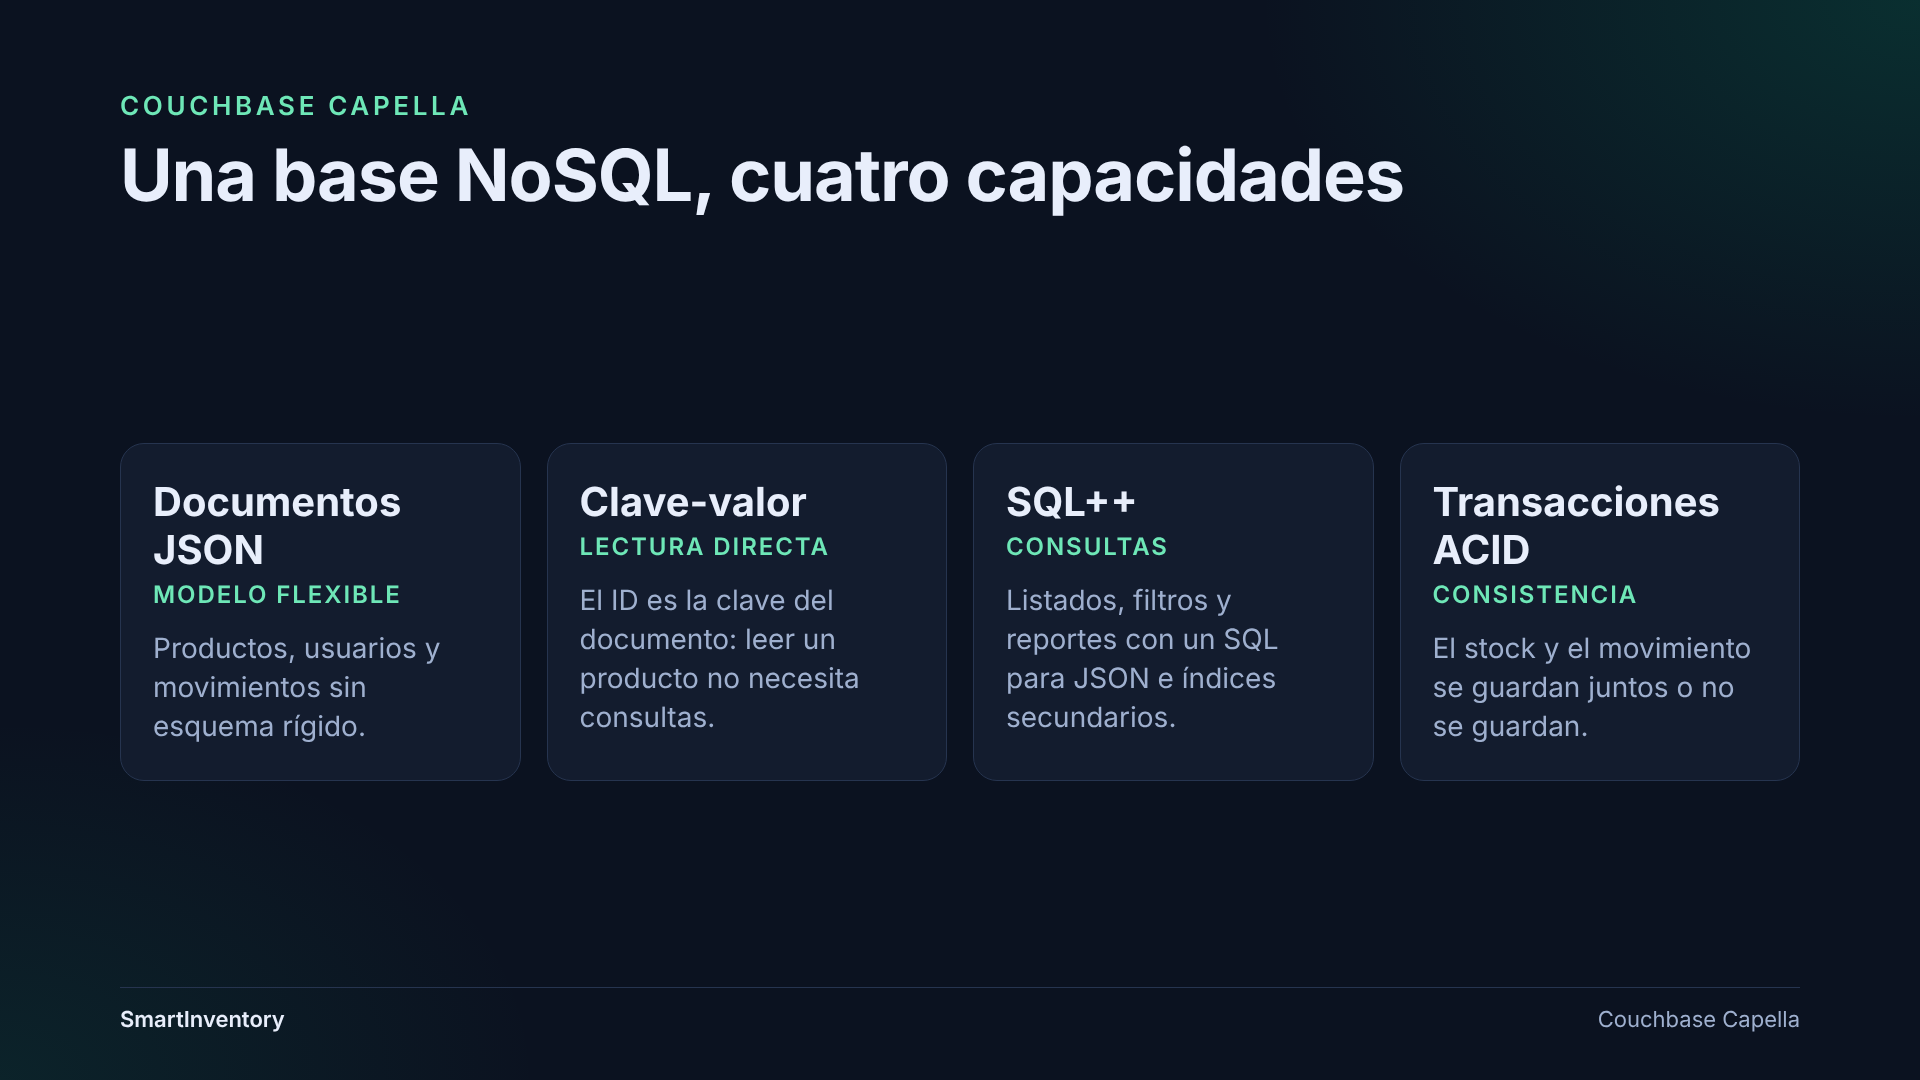 COUCHBASE CAPELLA
Una base NoSQL, cuatro capacidades
Documentos
JSON
MODELO FLEXIBLE
Productos, usuarios y
movimientos sin
esquema rígido.
Clave-valor
LECTURA DIRECTA
El ID es la clave del
documento: leer un
producto no necesita
consultas.
SQL++
CONSULTAS
Listados, filtros y
reportes con un SQL
para JSON e índices
secundarios.
Transacciones
ACID
CONSISTENCIA
El stock y el movimiento
se guardan juntos o no
se guardan.
SmartInventory
Couchbase Capella